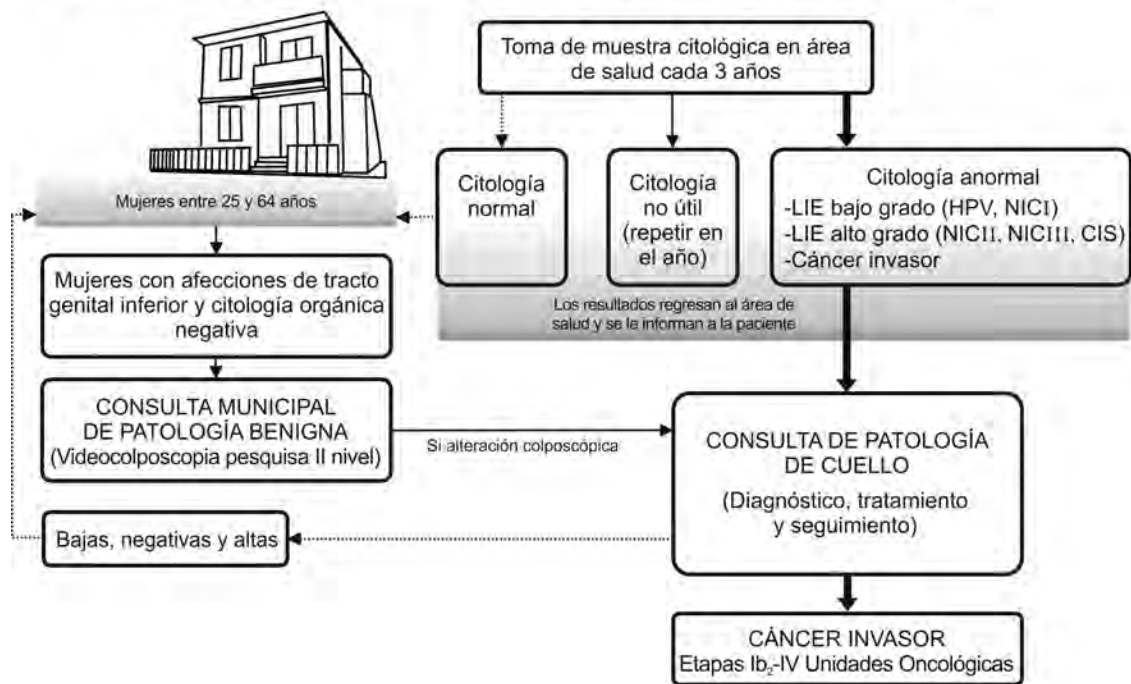 Toma de muestra citológica en área
de salud cada 3 años
Citología
normal
Citología
no útil
(repetir en
el año)
Citología anormal
-LIE bajo grado (HPV, NICI)
-LIE alto grado (NICII, NICIII, CIS)
-Cáncer invasor
Los resultados regresan al área de
salud y se le informan a la paciente
Mujeres entre 25 y 64 años
Mujeres con afecciones de tracto
genital inferior y citología orgánica
negativa
CONSULTA MUNICIPAL
DE PATOLOGÍA BENIGNA
(Videocolposcopia pesquisa II nivel)
Si alteración colposcópica
CONSULTA DE PATOLOGÍA
DE CUELLO
(Diagnóstico, tratamiento
y seguimiento)
Bajas, negativas y altas
CÁNCER INVASOR
Etapas Ib₂-IV Unidades Oncológicas